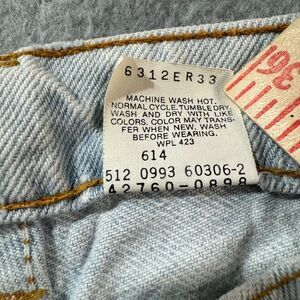 6312ER33
MACHINE WASH HOT.
NORMAL CYCLE. TUMBLE DRY.
WASH AND DRY WITH LIKE
COLORS. COLOR MAY TRANS-
FER WHEN NEW. WASH
BEFORE WEARING.
WPL 423
614
512 0993 60306-2
42760-0898
36